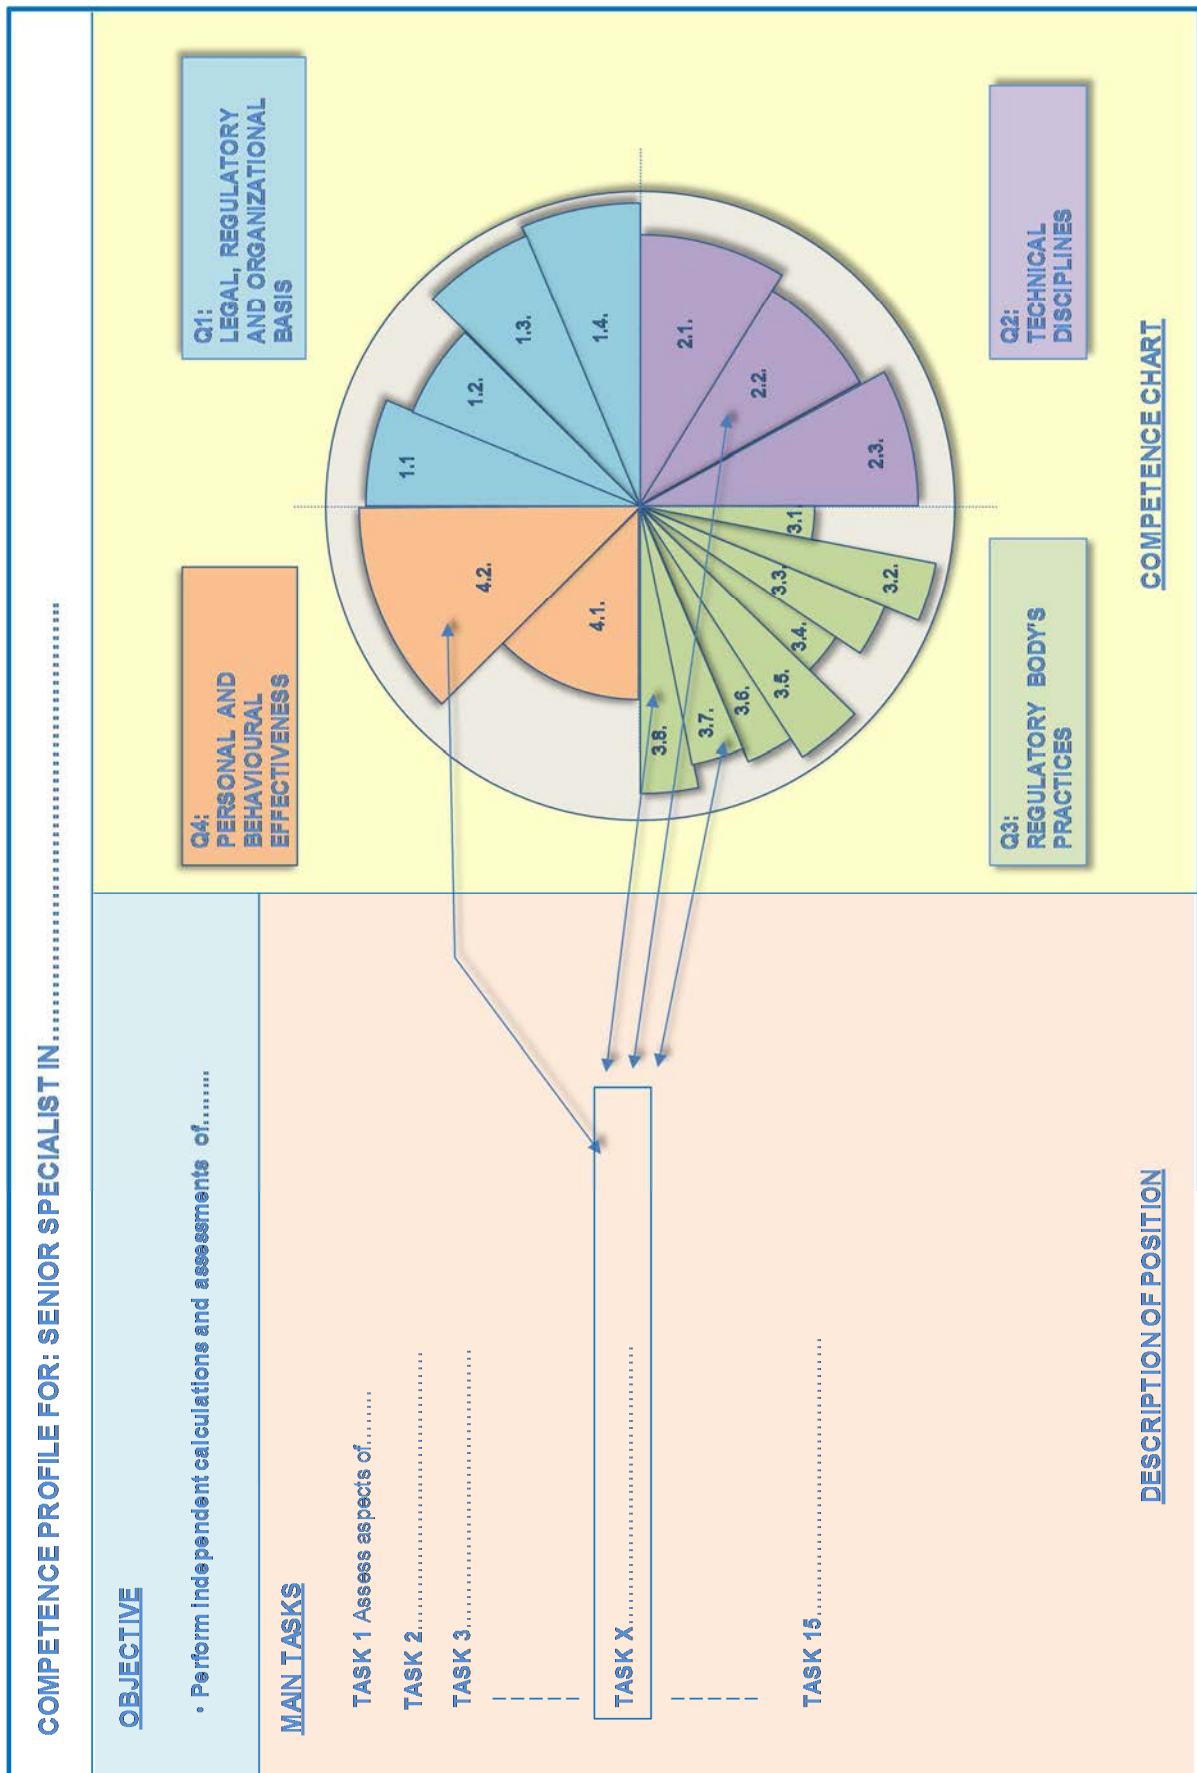 COMPETENCE PROFILE FOR: SENIOR SPECIALIST IN..................................................
OBJECTIVE
• Perform independent calculations and assessments of........
MAIN TASKS
TASK 1 Assess aspects of........
TASK 2........................................
TASK 3........................................
TASK X........................................
TASK 15........................................
DESCRIPTION OF POSITION
Q4:
PERSONAL AND
BEHAVIOURAL
EFFECTIVENESS
Q1:
LEGAL, REGULATORY
AND ORGANIZATIONAL
BASIS
4.2.
4.1.
1.1
1.2.
1.3.
1.4.
3.8.
3.7.
3.6.
3.5.
3.4.
3.3.
3.2.
3.1.
2.1.
2.2.
2.3.
Q3:
REGULATORY BODY'S
PRACTICES
Q2:
TECHNICAL
DISCIPLINES
COMPETENCE CHART